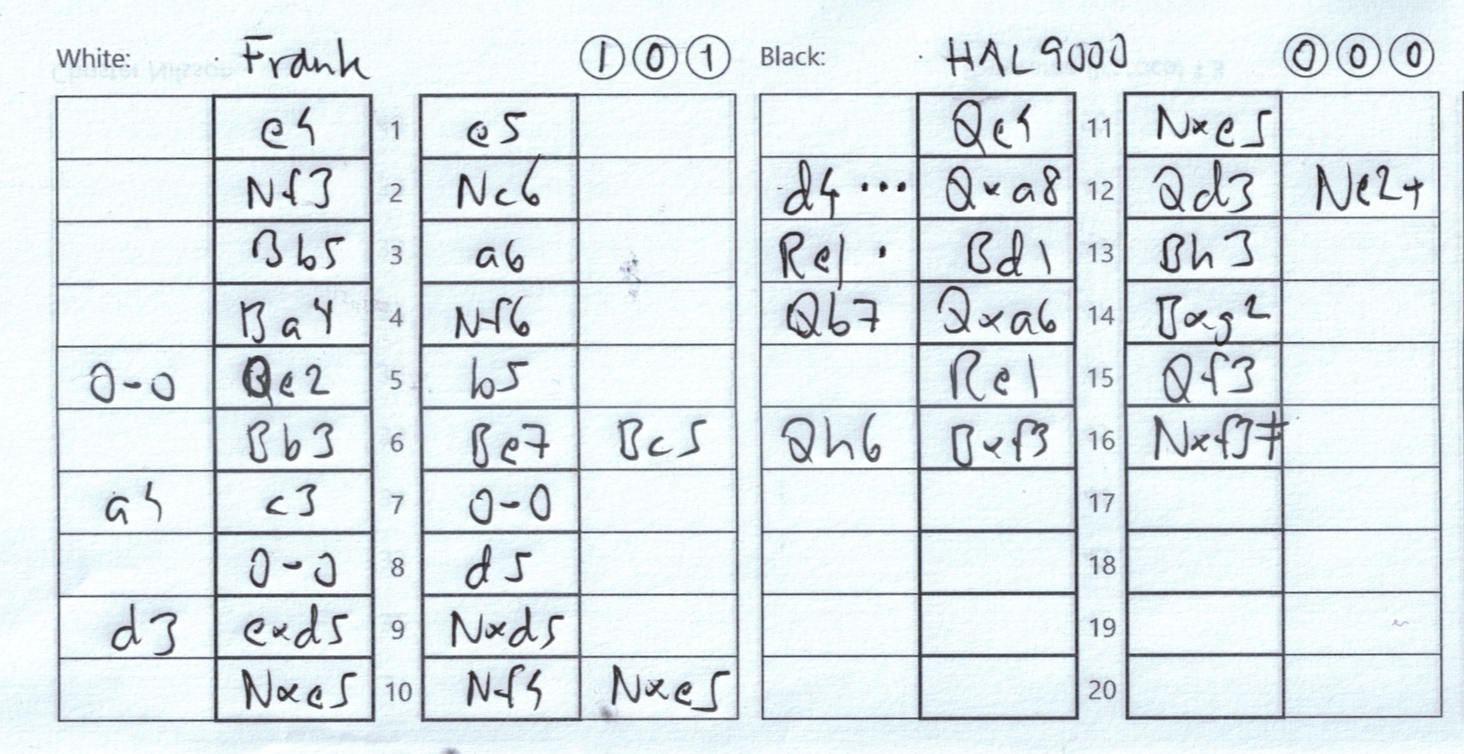 White: Frank 1 0 1 Black: HAL9000 0 0 0
e4 1 e5 Qe4 11 Nxe5
Nf3 2 Nc6 d4 ... Qxa8 12 Qd3 Ne2+
Bb5 3 a6 Re1 . Bd1 13 Bh3
Ba4 4 Nf6 Qb7 Qxa6 14 Bxg2
0-0 Qe2 5 b5 Re1 15 Qf3
Bb3 6 Be7 Bc5 Qh6 Bxf3 16 Nxf3#
a4 c3 7 0-0 17
0-0 8 d5 18
d3 exd5 9 Nxd5 19
Nxe5 10 Nf4 Nxe5 20